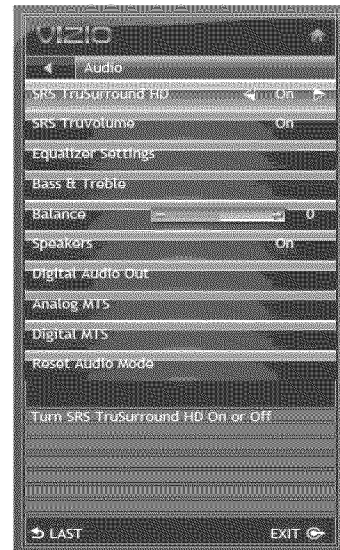 VIZIO
Audio
SRS TruSurround HD On
SRS TruVolume On
Equalizer Settings
Bass & Treble
Balance 0
Speakers On
Digital Audio Out
Analog MTS
Digital MTS
Reset Audio Mode
Turn SRS TruSurround HD On or Off
LAST EXIT